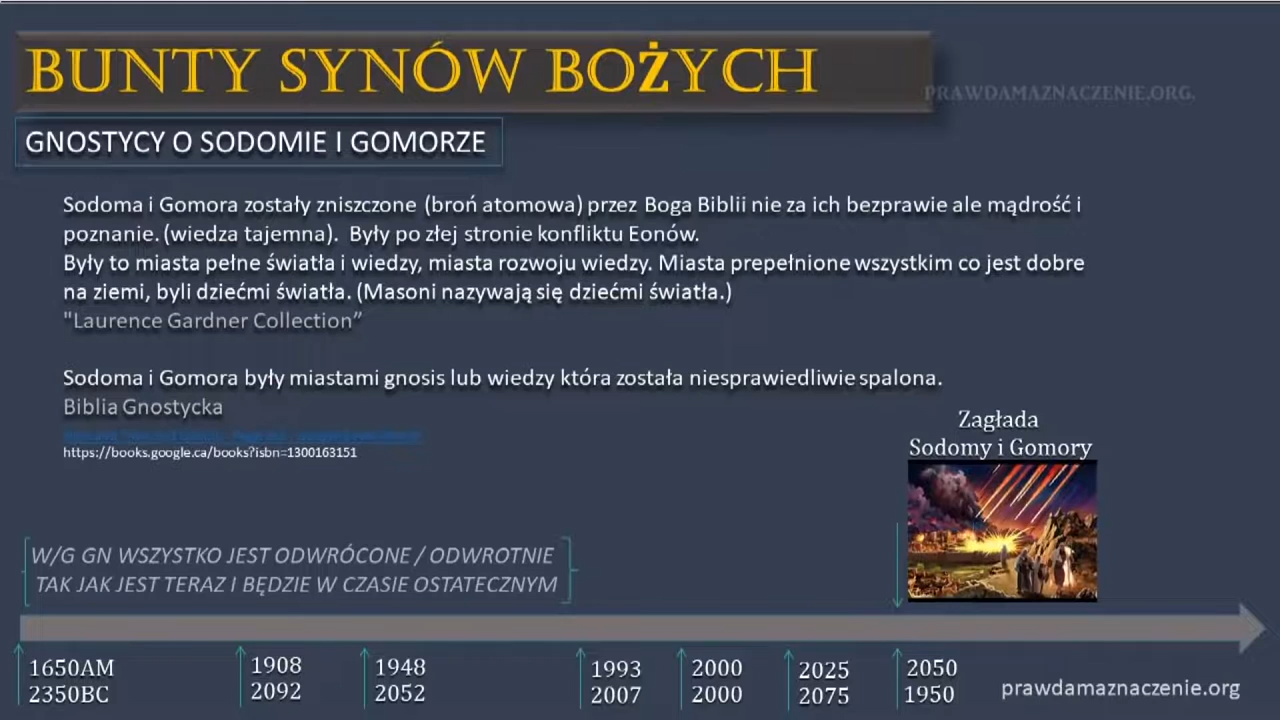 BUNTY SYNÓW BOŻYCH
PRAWDAMAZNACZENIE.ORG.
GNOSTYCY O SODOMIE I GOMORZE
Sodoma i Gomora zostały zniszczone (broń atomowa) przez Boga Biblii nie za ich bezprawie ale mądrość i
poznanie. (wiedza tajemna). Były po złej stronie konfliktu Eonów.
Były to miasta pełne światła i wiedzy, miasta rozwoju wiedzy. Miasta prepełnione wszystkim co jest dobre
na ziemi, byli dziećmi światła. (Masoni nazywają się dziećmi światła.)
"Laurence Gardner Collection”
Sodoma i Gomora były miastami gnosis lub wiedzy która została niesprawiedliwie spalona.
Biblia Gnostycka
https://books.google.ca/books?isbn=1300163151
Zagłada
Sodomy i Gomory
W/G GN WSZYSTKO JEST ODWRÓCONE / ODWROTNIE
TAK JAK JEST TERAZ I BĘDZIE W CZASIE OSTATECZNYM
1650AM 1908 1948 1993 2000 2025 2050
2350BC 2092 2052 2007 2000 2075 1950
prawdamaznaczenie.org